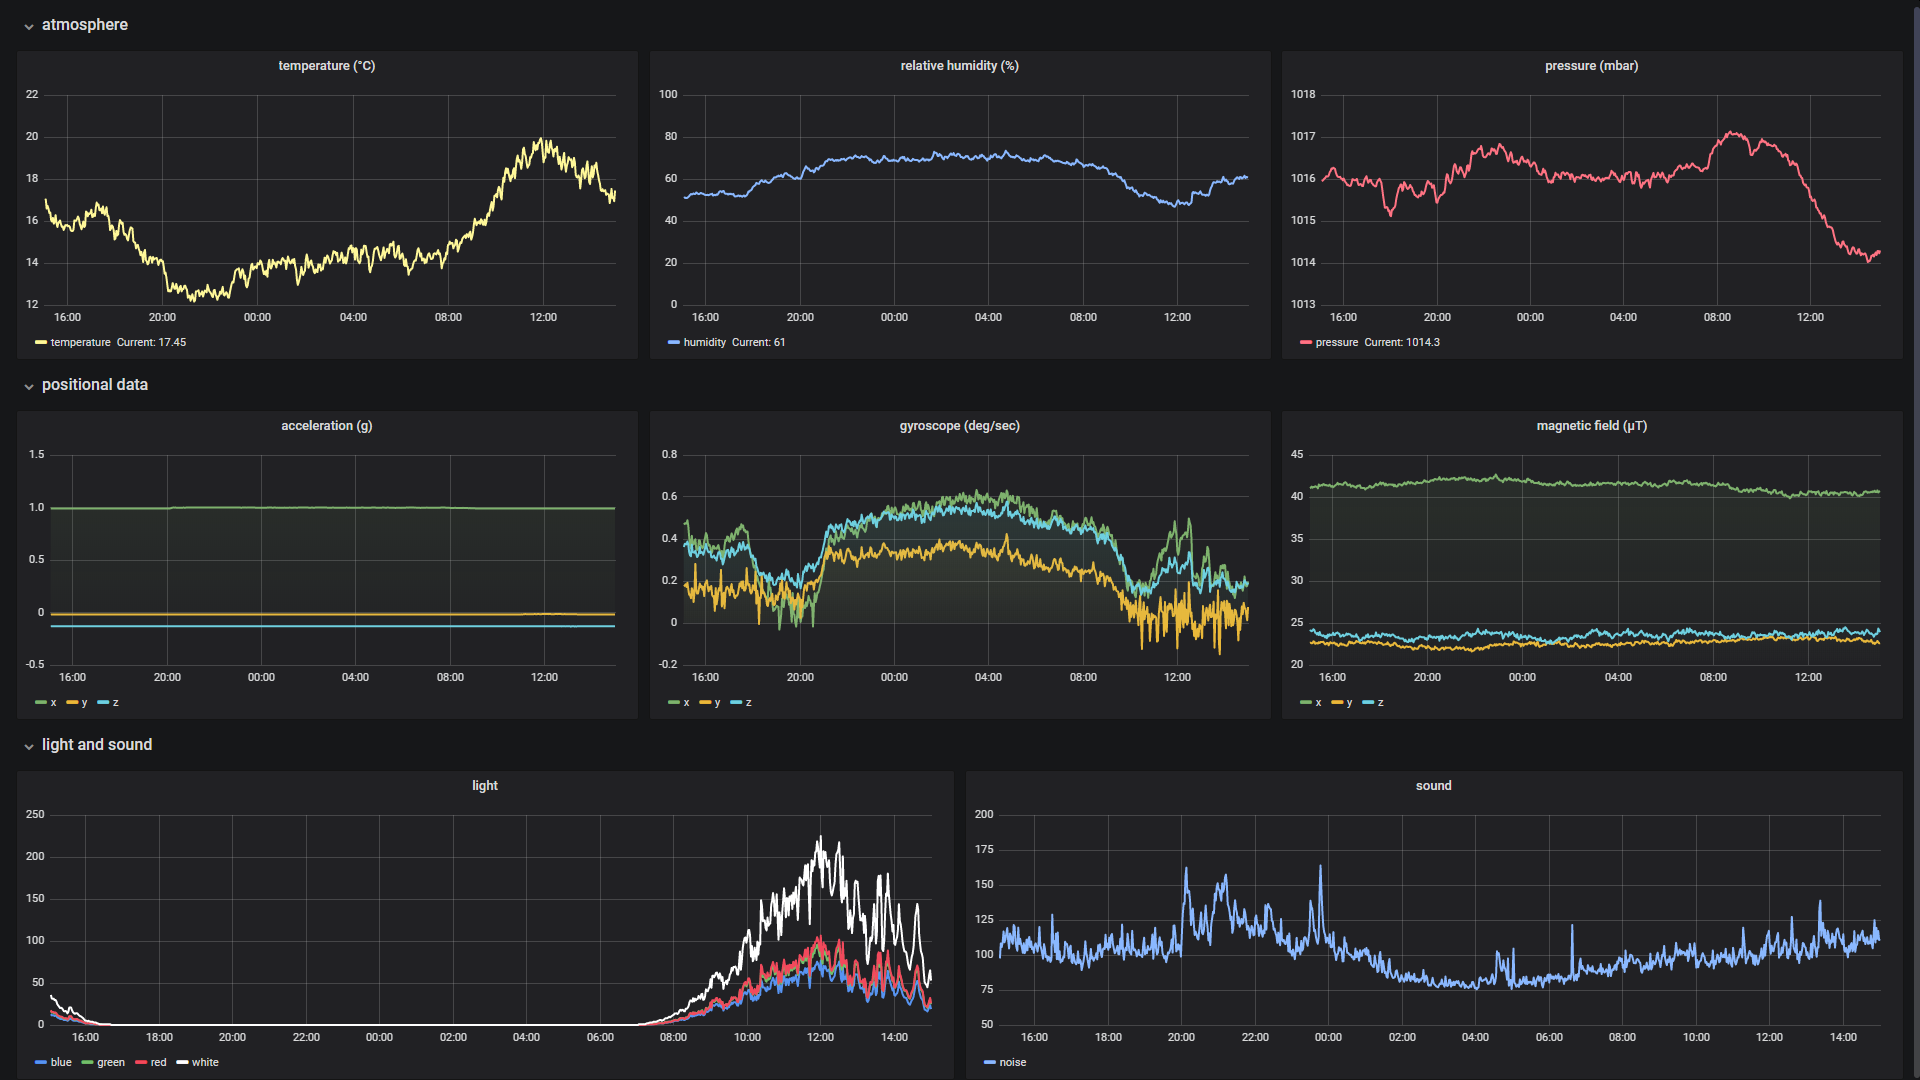 atmosphere
temperature (°C)
22
20
18
16
14
12
16:00 20:00 00:00 04:00 08:00 12:00
temperature Current: 17.45
relative humidity (%)
100
80
60
40
20
0
16:00 20:00 00:00 04:00 08:00 12:00
humidity Current: 61
pressure (mbar)
1018
1017
1016
1015
1014
1013
16:00 20:00 00:00 04:00 08:00 12:00
pressure Current: 1014.3
positional data
acceleration (g)
1.5
1.0
0.5
0
-0.5
16:00 20:00 00:00 04:00 08:00 12:00
x y z
gyroscope (deg/sec)
0.8
0.6
0.4
0.2
0
-0.2
16:00 20:00 00:00 04:00 08:00 12:00
x y z
magnetic field (µT)
45
40
35
30
25
20
16:00 20:00 00:00 04:00 08:00 12:00
x y z
light and sound
light
250
200
150
100
50
0
16:00 18:00 20:00 22:00 00:00 02:00 04:00 06:00 08:00 10:00 12:00 14:00
blue green red white
sound
200
175
150
125
100
75
50
16:00 18:00 20:00 22:00 00:00 02:00 04:00 06:00 08:00 10:00 12:00 14:00
noise